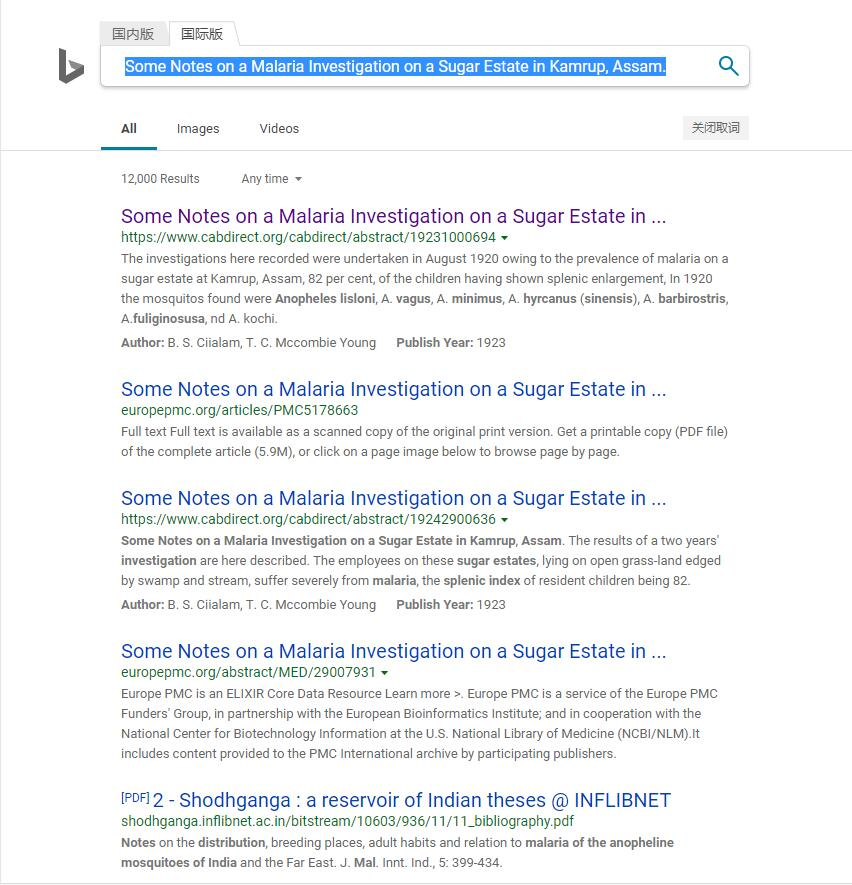 国内版 国际版
Some Notes on a Malaria Investigation on a Sugar Estate in Kamrup, Assam.
All Images Videos 关闭取词
12,000 Results Any time
Some Notes on a Malaria Investigation on a Sugar Estate in ...
https://www.cabdirect.org/cabdirect/abstract/19231000694
The investigations here recorded were undertaken in August 1920 owing to the prevalence of malaria on a
sugar estate at Kamrup, Assam, 82 per cent, of the children having shown splenic enlargement, In 1920
the mosquitos found were Anopheles lisloni, A. vagus, A. minimus, A. hyrcanus (sinensis), A. barbirostris,
A.fuliginosusa, nd A. kochi.
Author: B. S. Ciialam, T. C. Mccombie Young Publish Year: 1923
Some Notes on a Malaria Investigation on a Sugar Estate in ...
europepmc.org/articles/PMC5178663
Full text Full text is available as a scanned copy of the original print version. Get a printable copy (PDF file)
of the complete article (5.9M), or click on a page image below to browse page by page.
Some Notes on a Malaria Investigation on a Sugar Estate in ...
https://www.cabdirect.org/cabdirect/abstract/19242900636
Some Notes on a Malaria Investigation on a Sugar Estate in Kamrup, Assam. The results of a two years'
investigation are here described. The employees on these sugar estates, lying on open grass-land edged
by swamp and stream, suffer severely from malaria, the splenic index of resident children being 82.
Author: B. S. Ciialam, T. C. Mccombie Young Publish Year: 1923
Some Notes on a Malaria Investigation on a Sugar Estate in ...
europepmc.org/abstract/MED/29007931
Europe PMC is an ELIXIR Core Data Resource Learn more >. Europe PMC is a service of the Europe PMC
Funders' Group, in partnership with the European Bioinformatics Institute; and in cooperation with the
National Center for Biotechnology Information at the U.S. National Library of Medicine (NCBI/NLM).It
includes content provided to the PMC International archive by participating publishers.
[PDF] 2 - Shodhganga : a reservoir of Indian theses @ INFLIBNET
shodhganga.inflibnet.ac.in/bitstream/10603/936/11/11_bibliography.pdf
Notes on the distribution, breeding places, adult habits and relation to malaria of the anopheline
mosquitoes of India and the Far East. J. Mal. Innt. Ind., 5: 399-434.